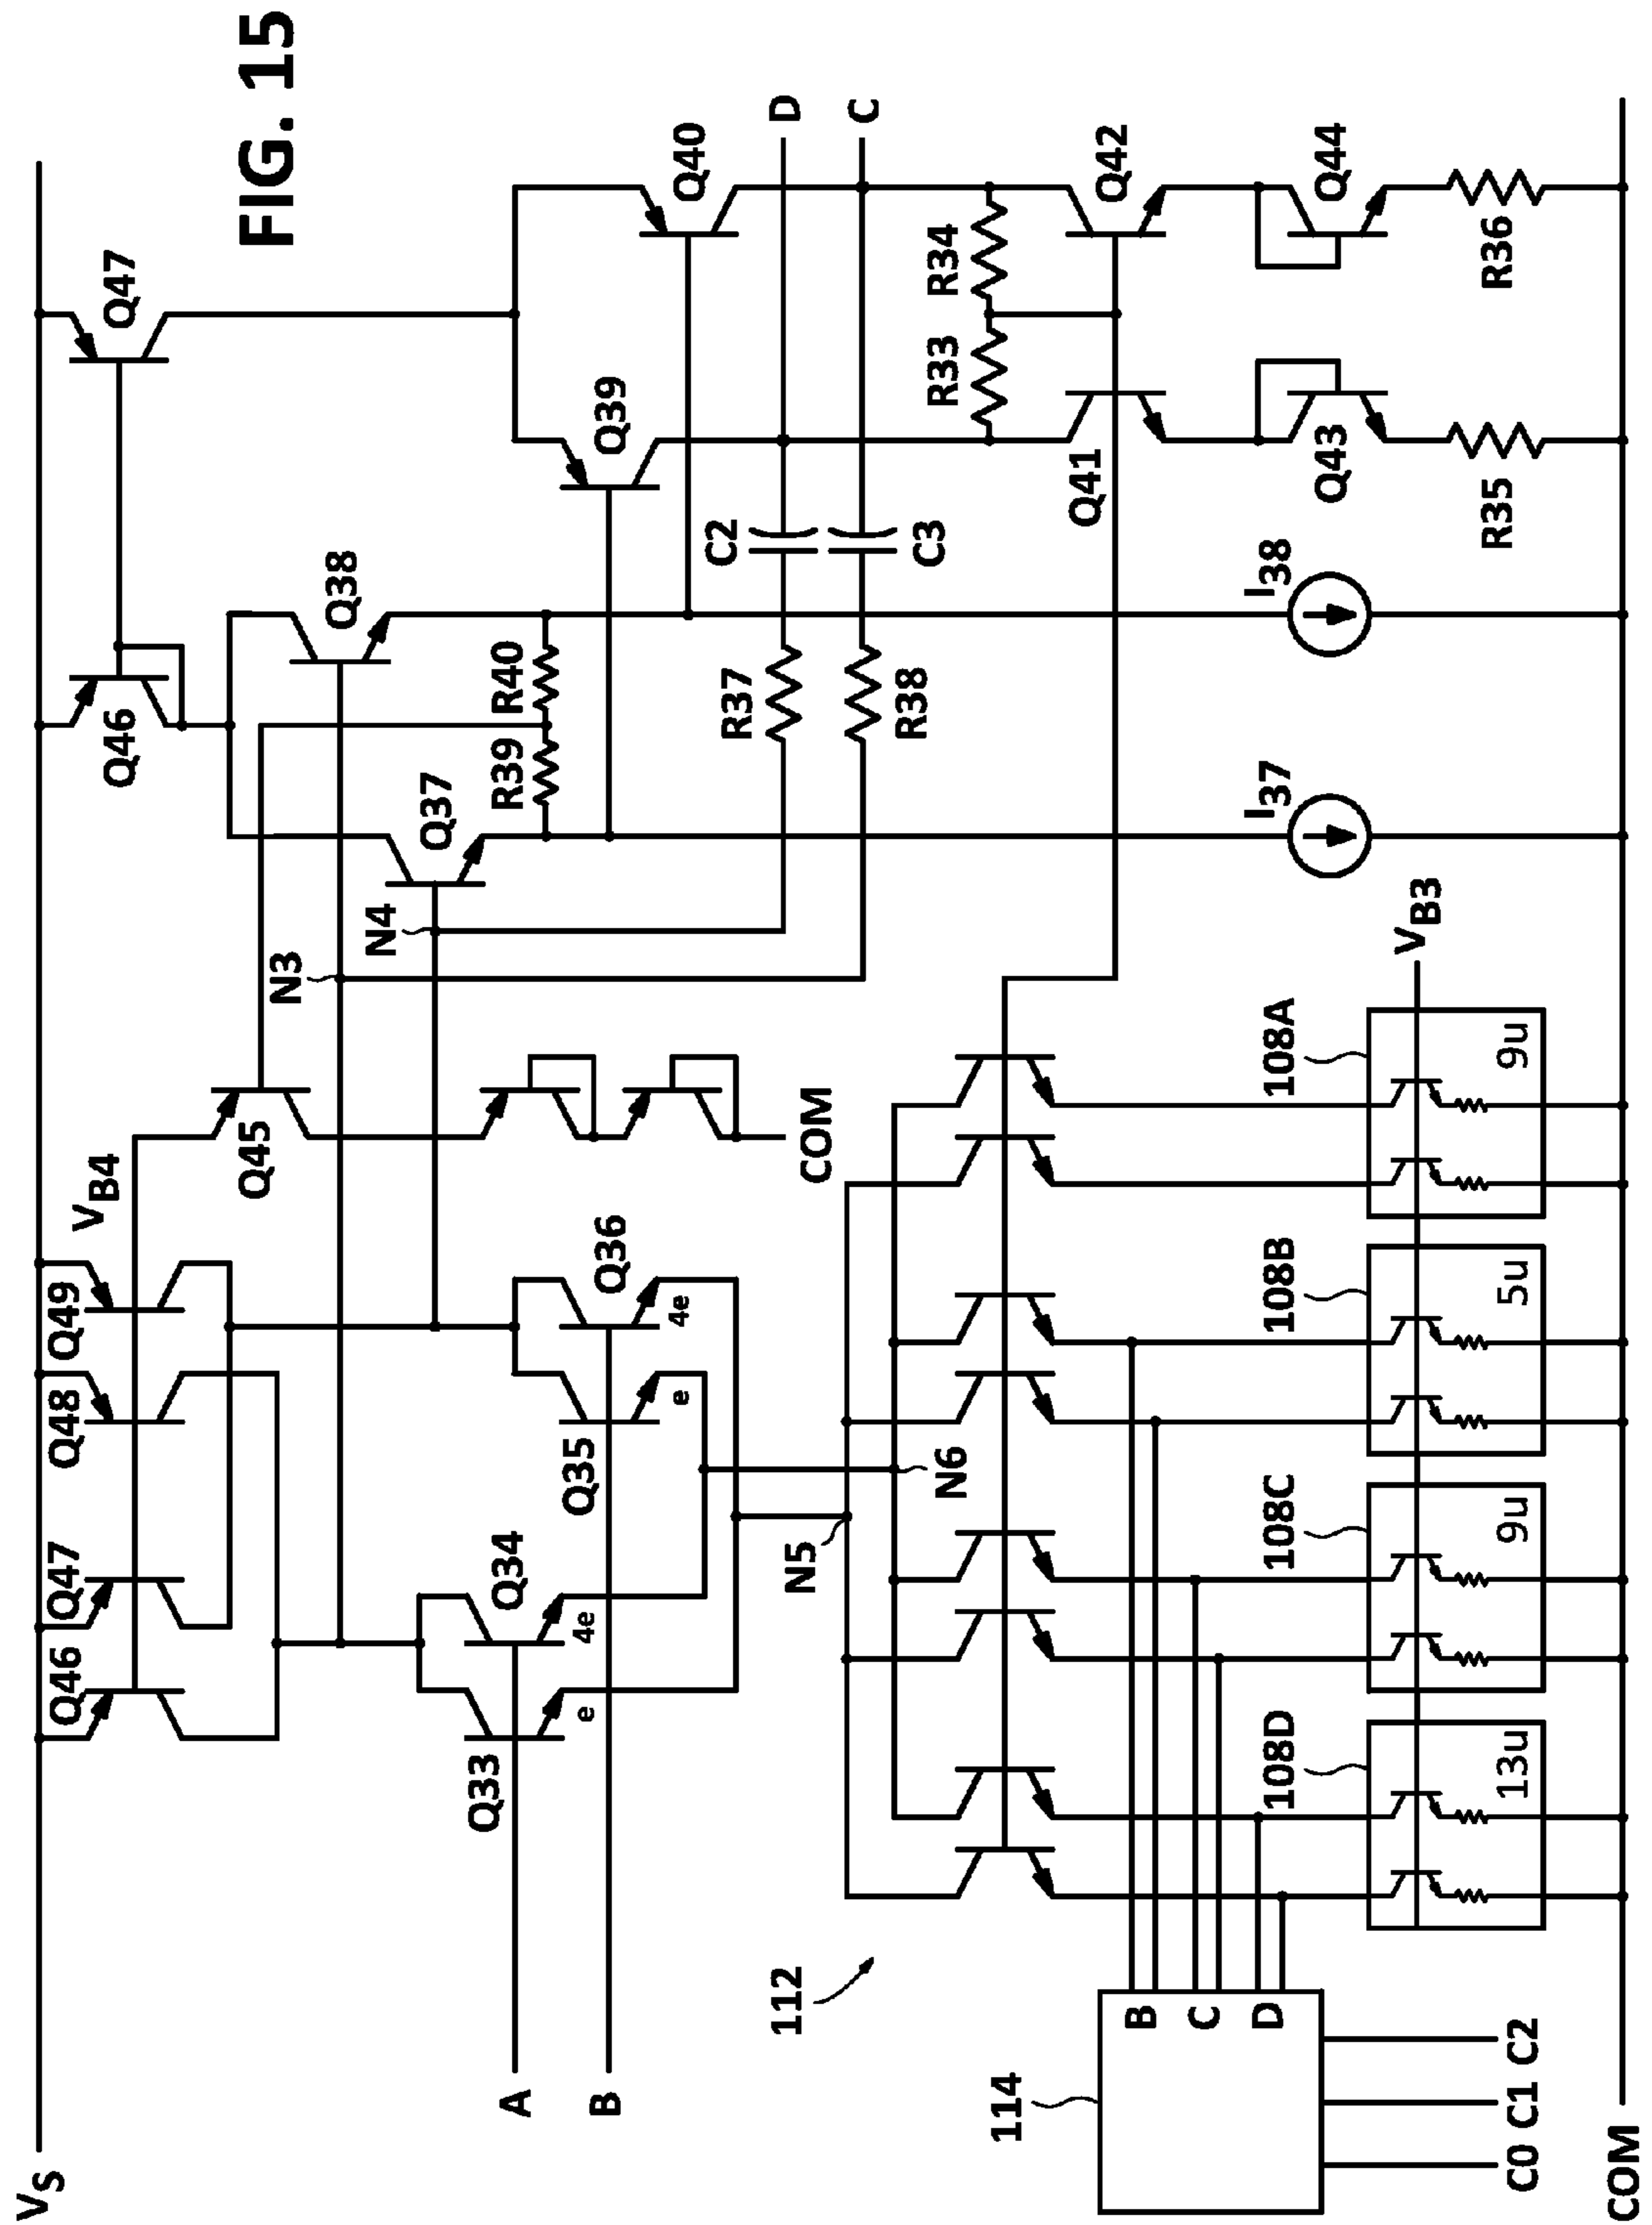 FIG. 15
VS
Q46
Q47
Q48
Q49
VB4
Q46
Q47
Q45
N3
N4
Q38
Q37
Q33
Q34
e
4e
Q35
Q36
e
4e
R39
R40
Q39
Q40
A
B
COM
R37
C2
D
R38
C3
C
N5
N6
R33
R34
112
Q41
Q42
114
B
C
D
108D
108C
108B
108A
I37
I38
Q43
Q44
VB3
13u
9u
5u
9u
R35
R36
C0
C1
C2
COM